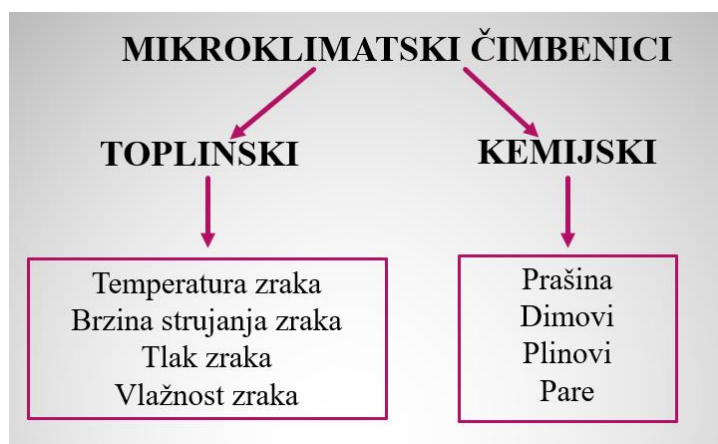 MIKROKLIMATSKI ČIMBENICI
TOPLINSKI
KEMIJSKI
Temperatura zraka
Brzina strujanja zraka
Tlak zraka
Vlažnost zraka
Prašina
Dimovi
Plinovi
Pare